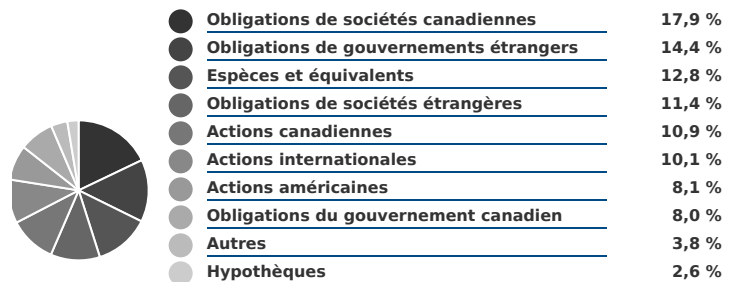 Obligations de sociétés canadiennes 17,9 %
Obligations de gouvernements étrangers 14,4 %
Espèces et équivalents 12,8 %
Obligations de sociétés étrangères 11,4 %
Actions canadiennes 10,9 %
Actions internationales 10,1 %
Actions américaines 8,1 %
Obligations du gouvernement canadien 8,0 %
Autres 3,8 %
Hypothèques 2,6 %